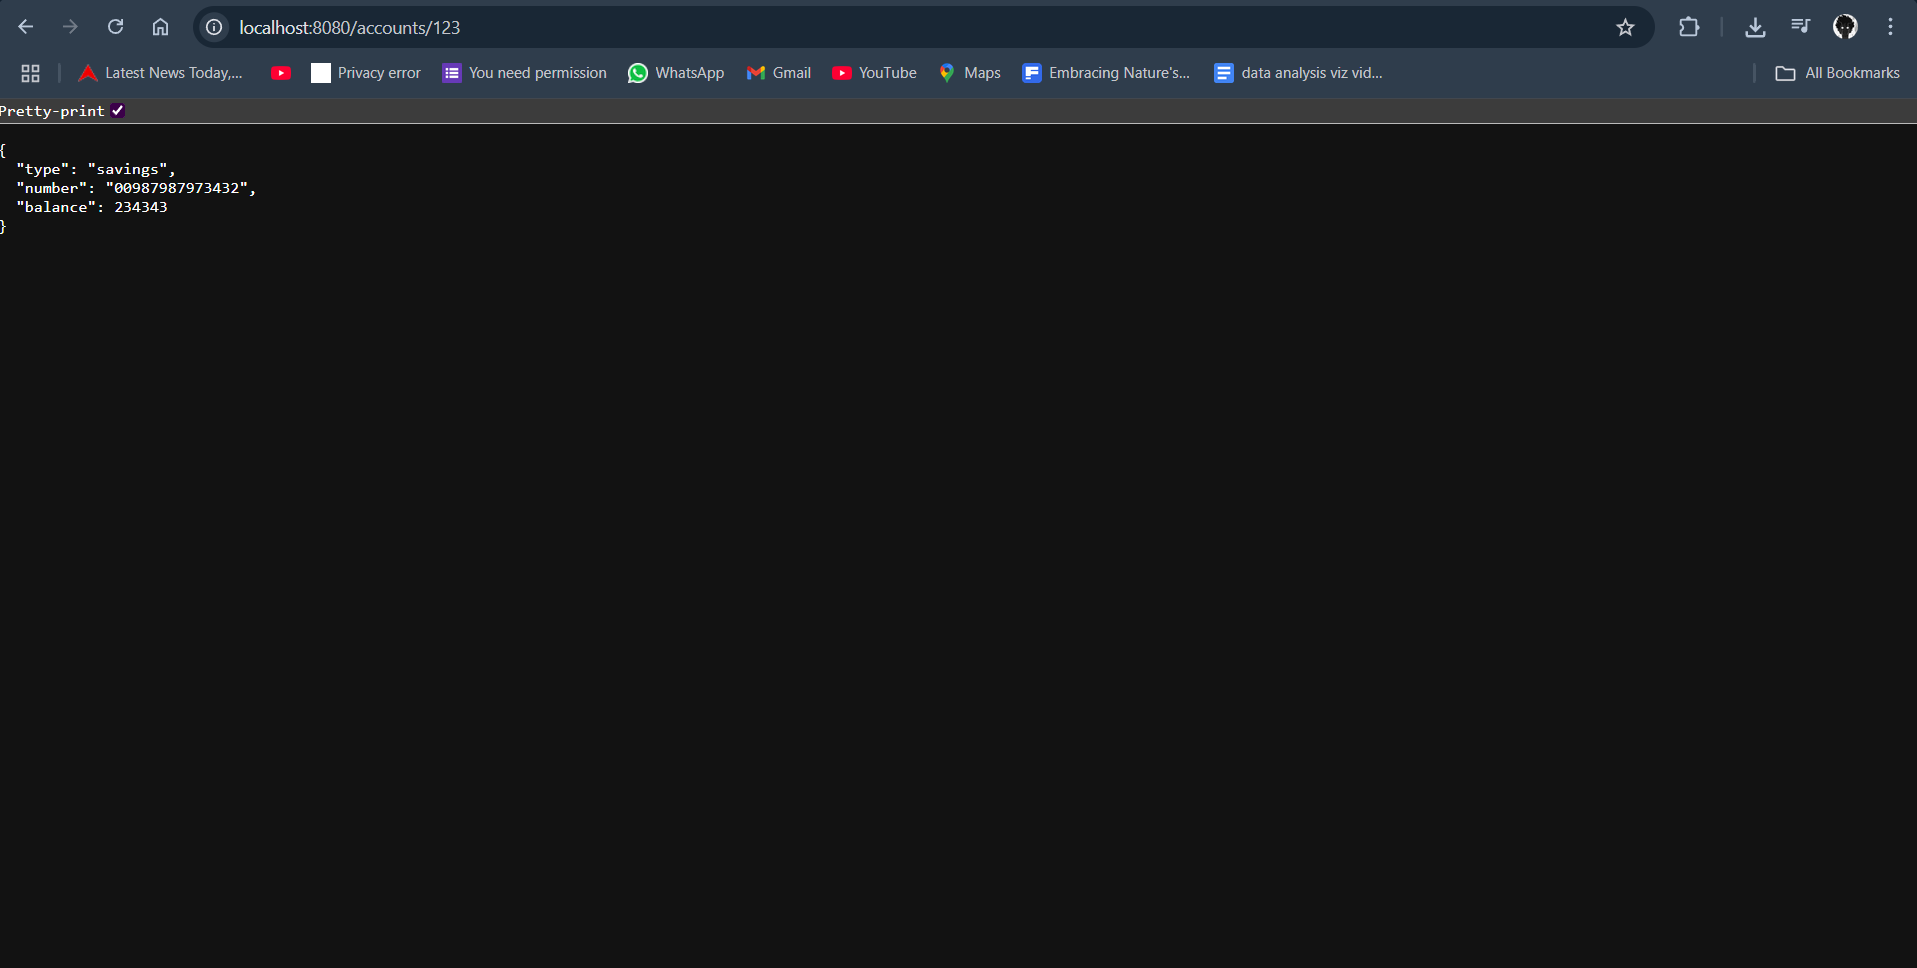 localhost:8080/accounts/123
Latest News Today,... Privacy error You need permission WhatsApp Gmail YouTube Maps Embracing Nature's... data analysis viz vid... All Bookmarks
Pretty-print
{
  "type": "savings",
  "number": "00987987973432",
  "balance": 234343
}